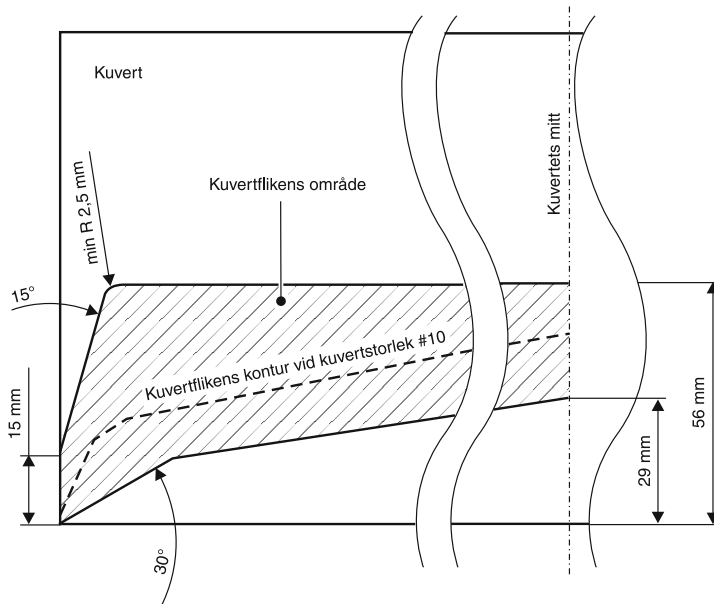 Kuvert
Kuvertflikens område
Kuvertets mitt
min R 2,5 mm
15°
Kuvertflikens kontur vid kuvertstorlek #10
15 mm
56 mm
29 mm
30°